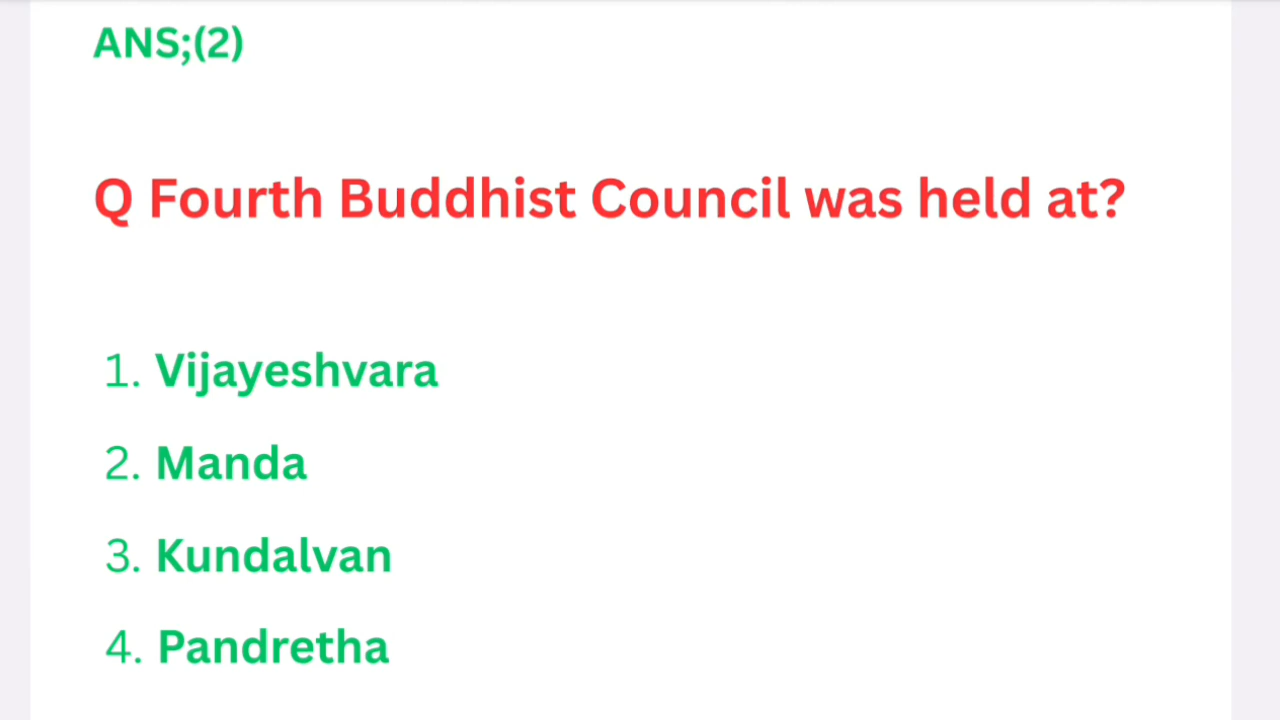 ANS;(2)
Q Fourth Buddhist Council was held at?
1. Vijayeshvara
2. Manda
3. Kundalvan
4. Pandretha